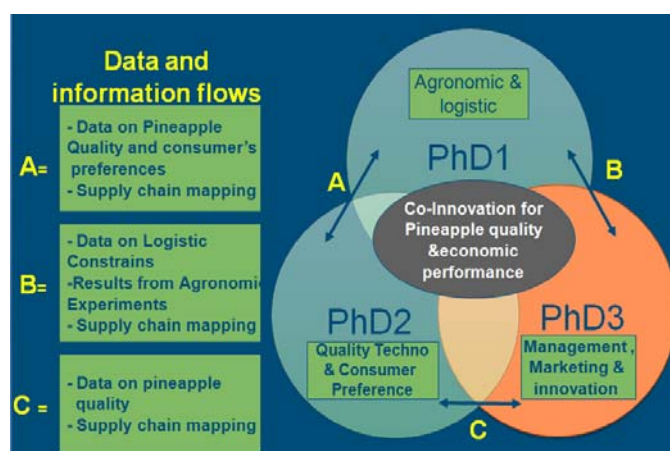 Data and
information flows
A=
- Data on Pineapple
Quality and consumer's
preferences
- Supply chain mapping
B=
- Data on Logistic
Constrains
-Results from Agronomic
Experiments
- Supply chain mapping
C =
- Data on pineapple
quality
- Supply chain mapping
Agronomic &
logistic
PhD1
A
B
Co-Innovation for
Pineapple quality
&economic
performance
PhD2
Quality Techno
& Consumer
Preference
PhD3
Management ,
Marketing &
innovation
C